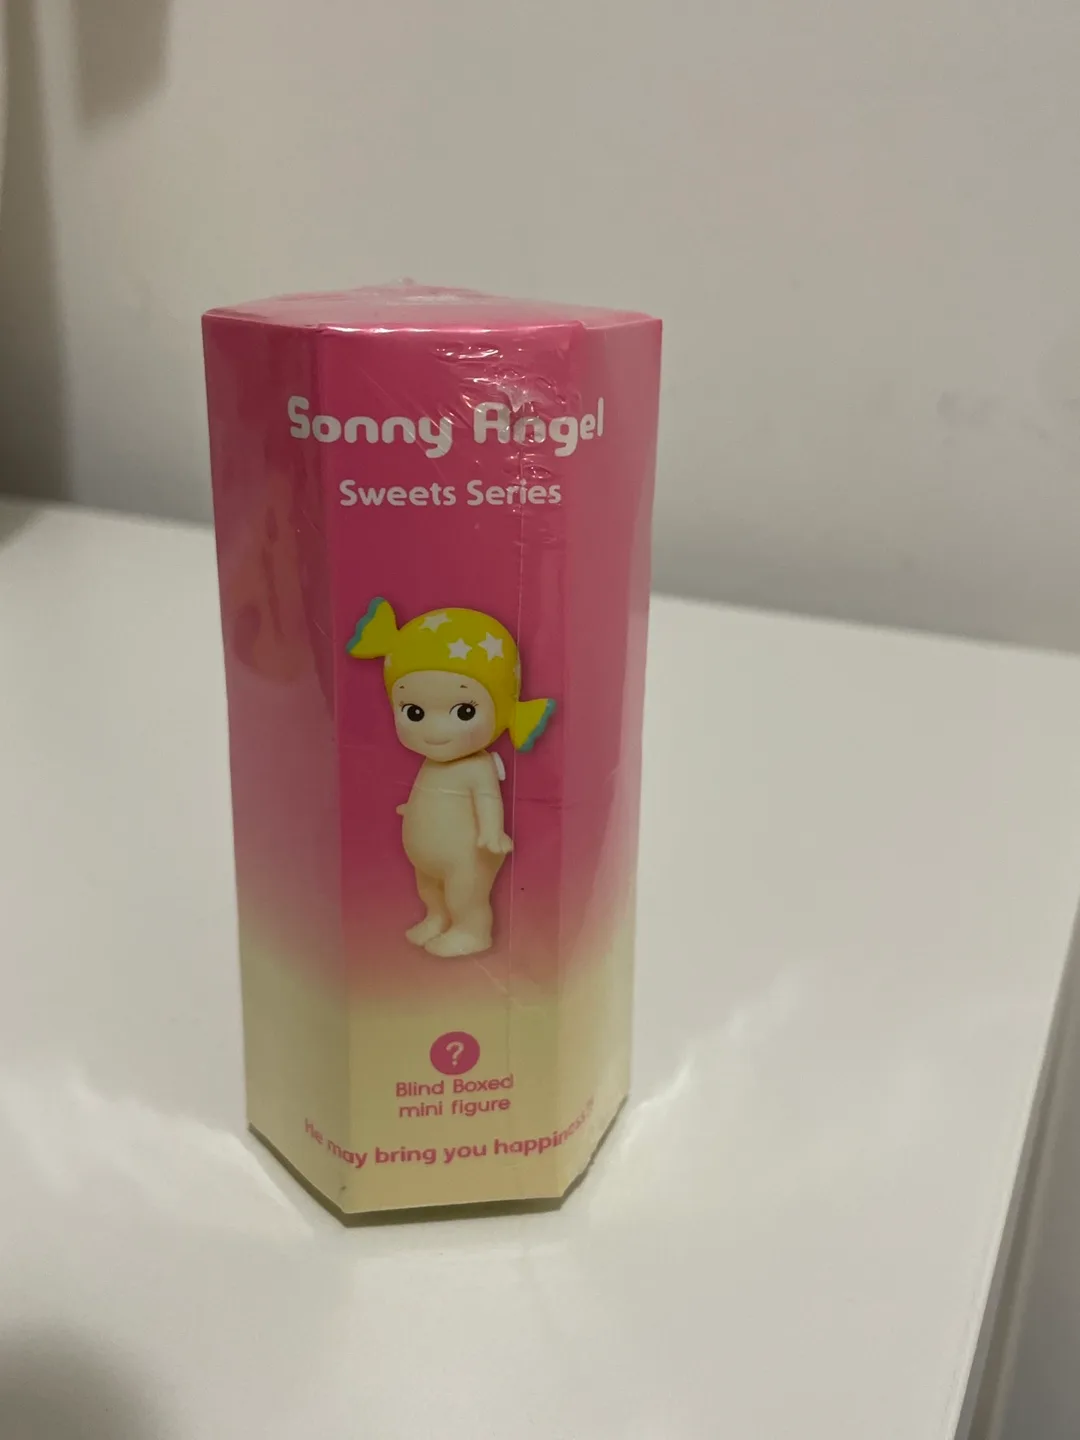 Sonny Angel
Sweets Series
?
Blind Boxed
mini figure
He may bring you happiness.